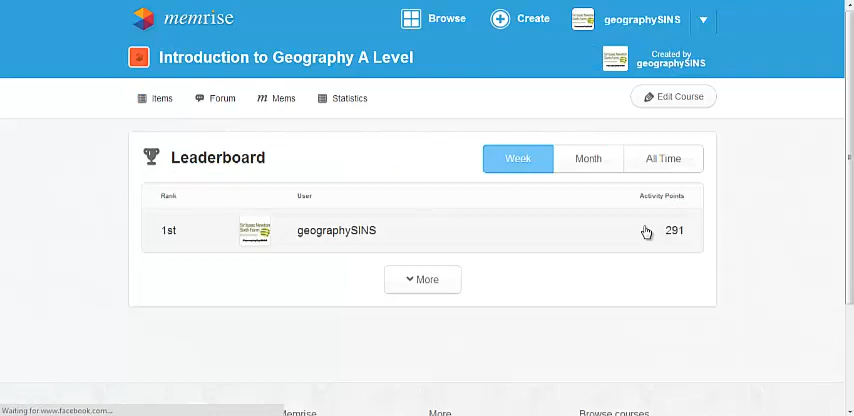 memrise Browse Create geographySINS
Introduction to Geography A Level
Created by
geographySINS
Items Forum m Mems Statistics Edit Course
Leaderboard Week Month All Time
Rank User Activity Points
1st geographySINS 291
More
Waiting for www.facebook.com...
Memrise More Browse courses